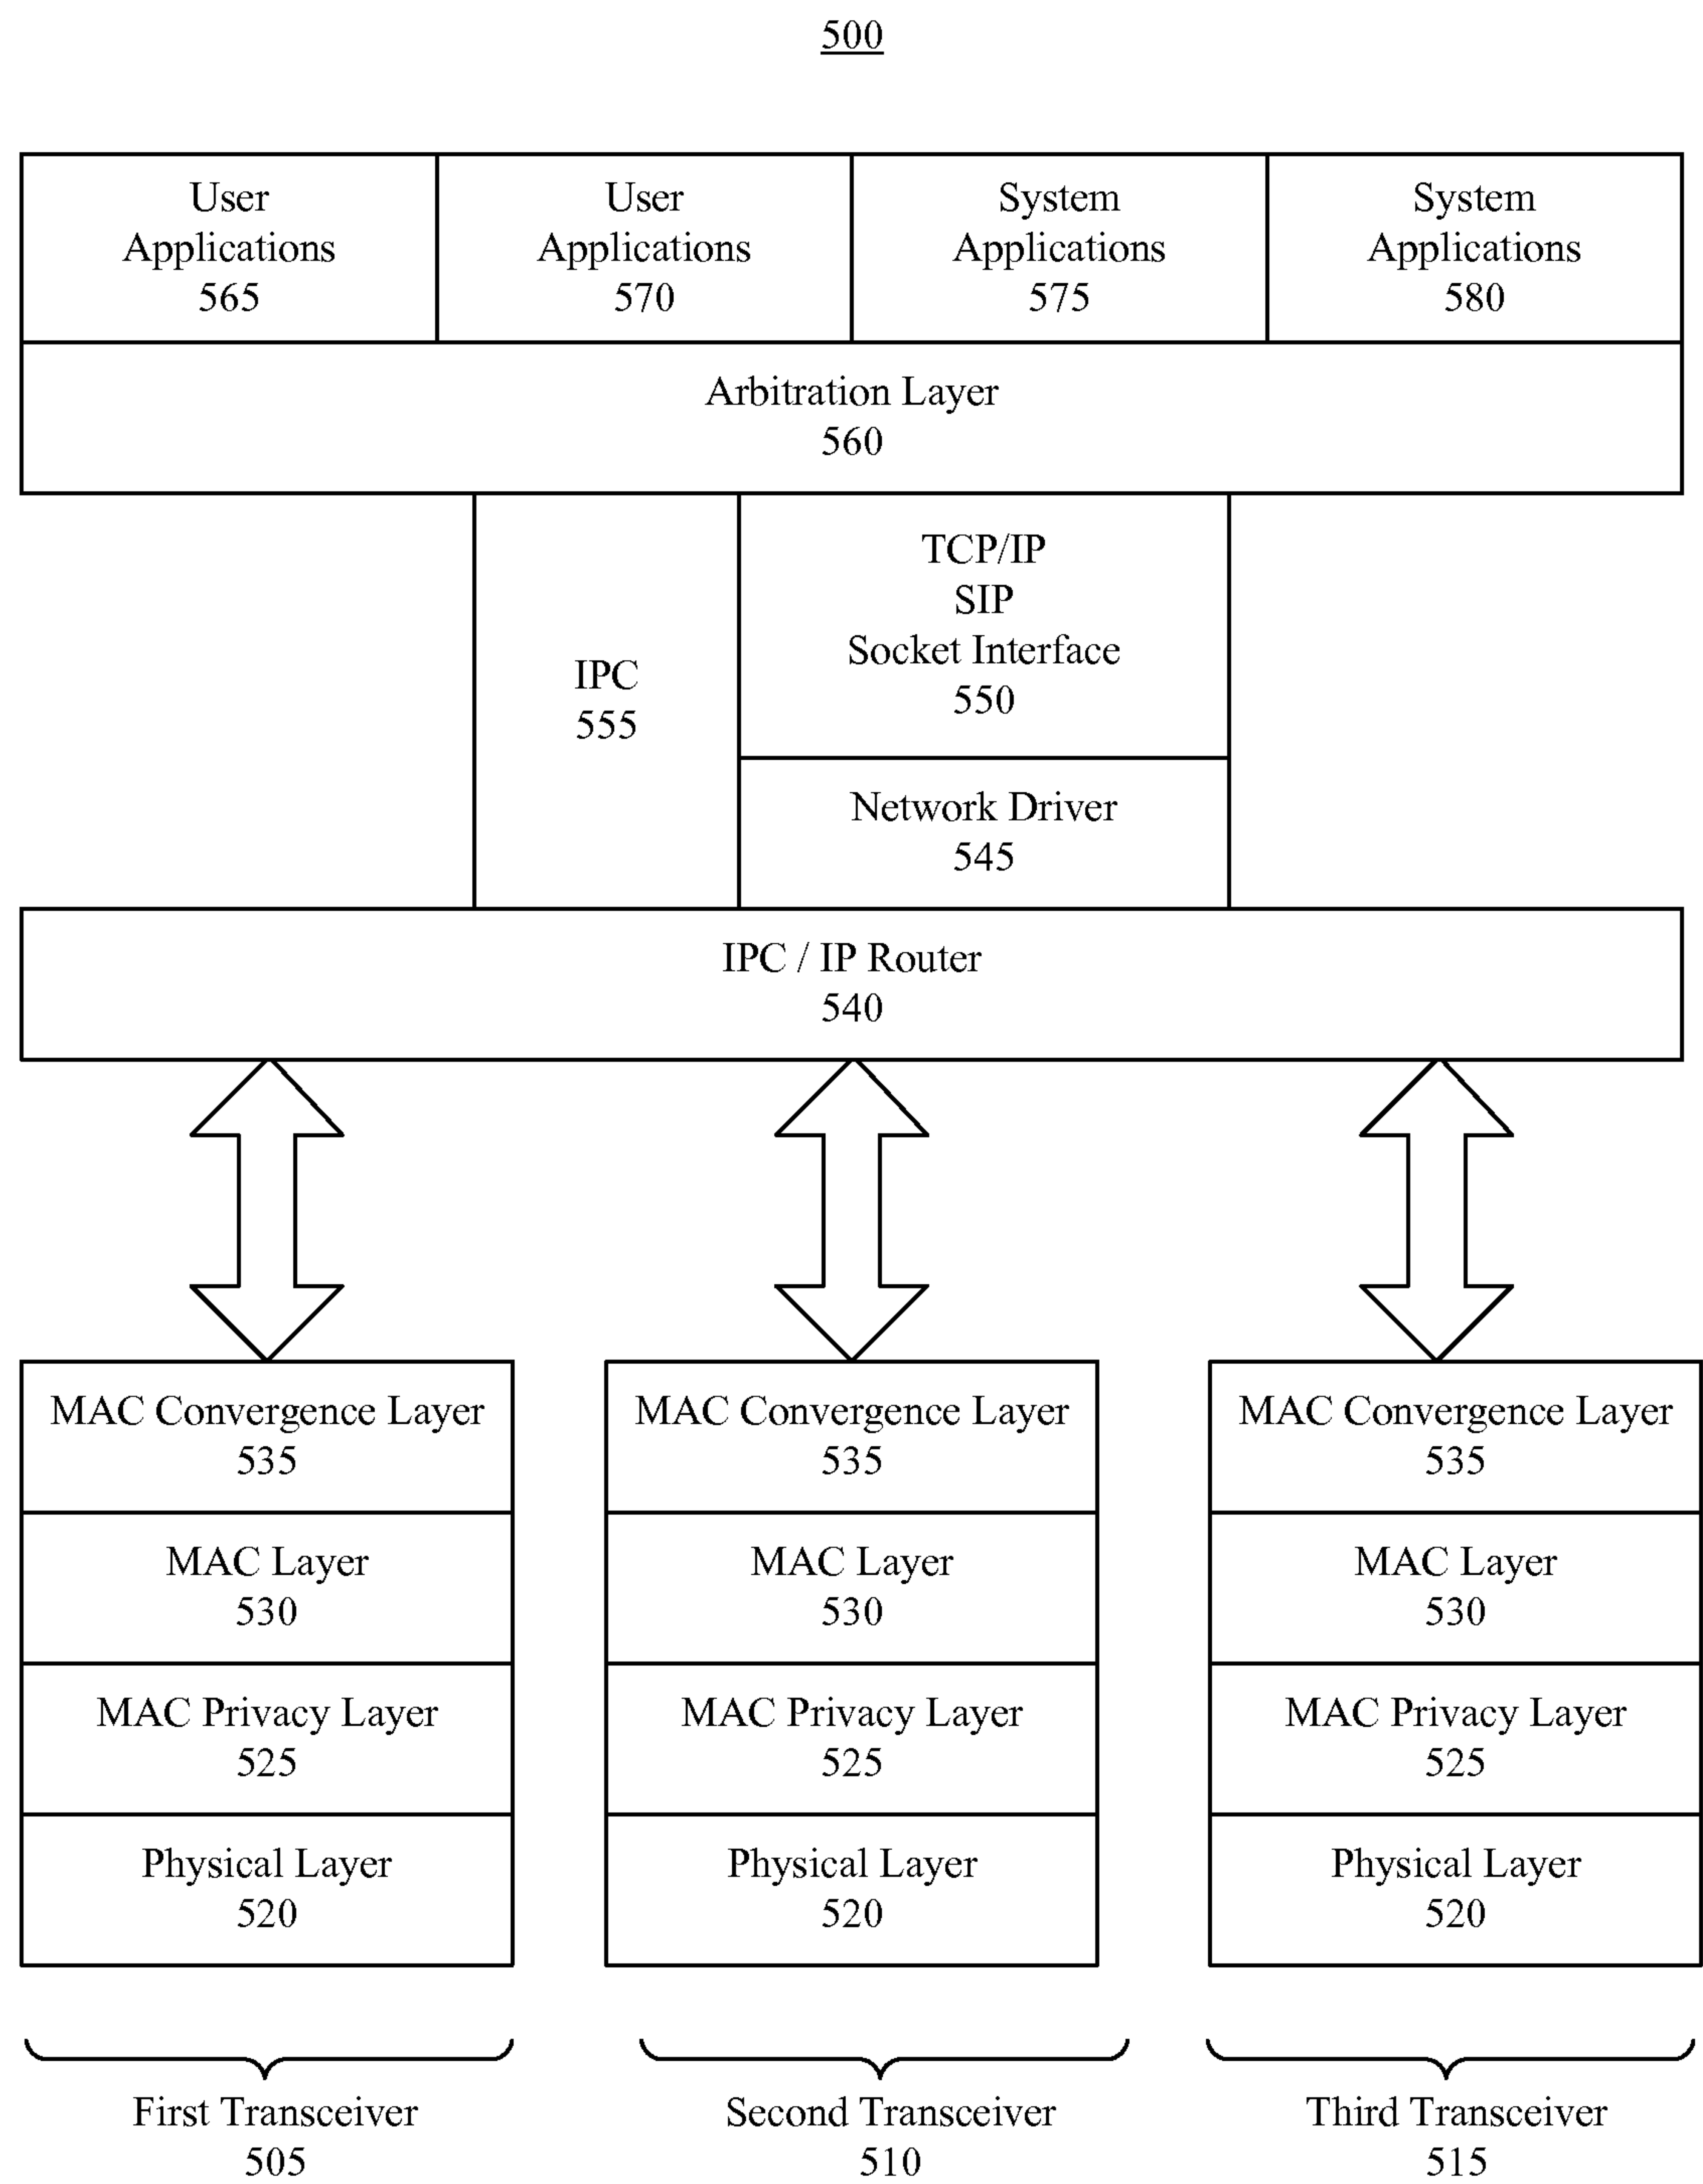 500
User
Applications
565
User
Applications
570
System
Applications
575
System
Applications
580
Arbitration Layer
560
IPC
555
TCP/IP
SIP
Socket Interface
550
Network Driver
545
IPC / IP Router
540
MAC Convergence Layer
535
MAC Layer
530
MAC Privacy Layer
525
Physical Layer
520
MAC Convergence Layer
535
MAC Layer
530
MAC Privacy Layer
525
Physical Layer
520
MAC Convergence Layer
535
MAC Layer
530
MAC Privacy Layer
525
Physical Layer
520
First Transceiver
505
Second Transceiver
510
Third Transceiver
515